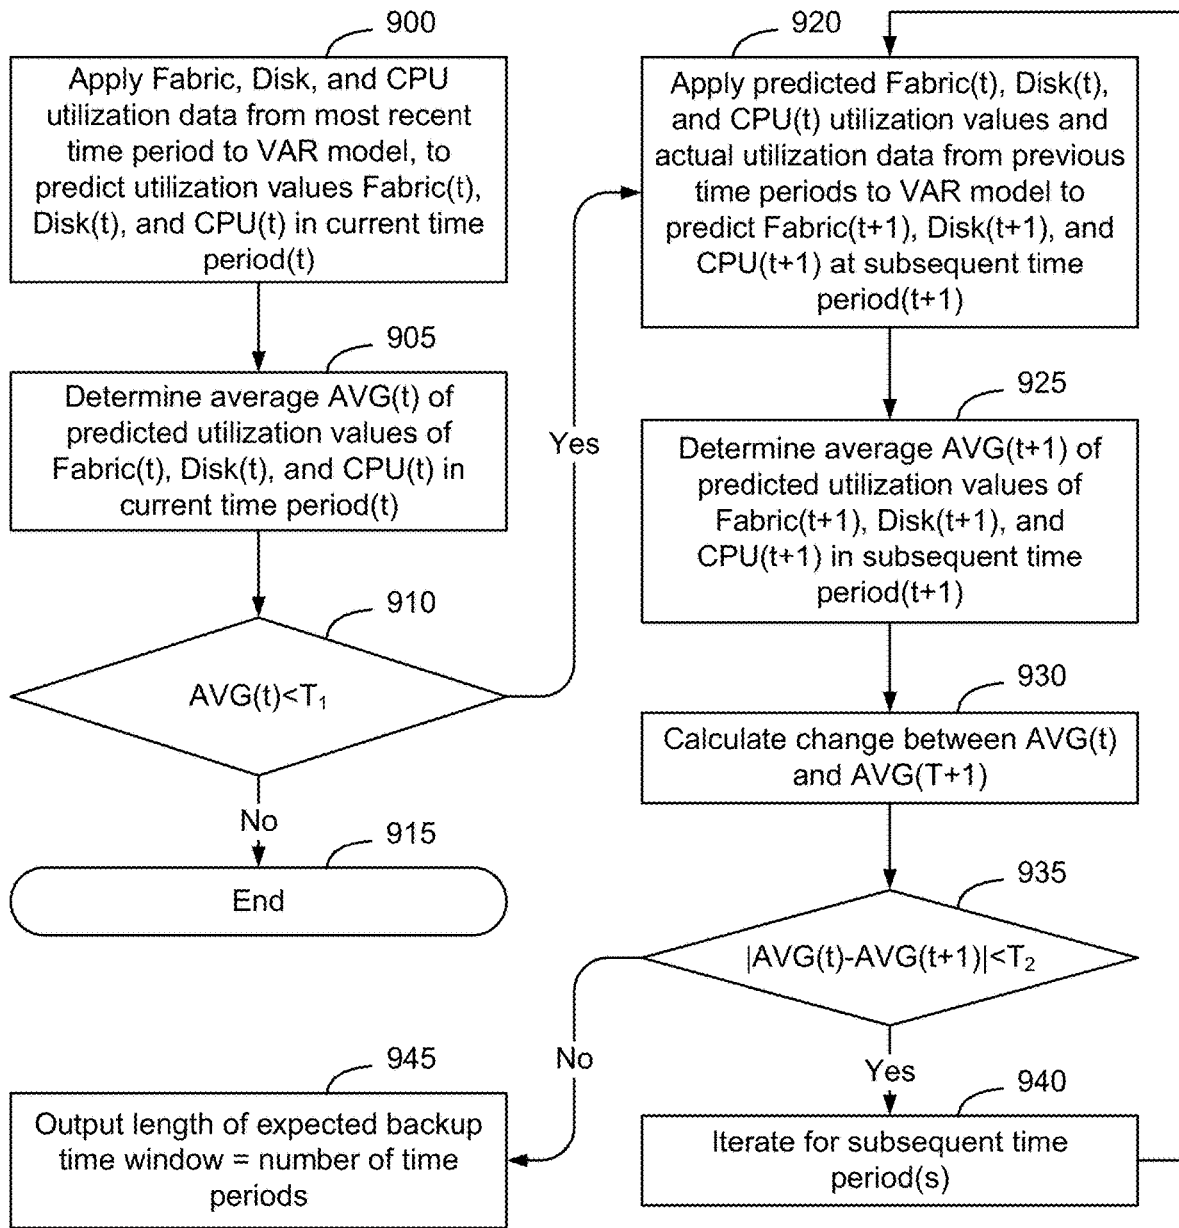 900
Apply Fabric, Disk, and CPU
utilization data from most recent
time period to VAR model, to
predict utilization values Fabric(t),
Disk(t), and CPU(t) in current time
period(t)
905
Determine average AVG(t) of
predicted utilization values of
Fabric(t), Disk(t), and CPU(t) in
current time period(t)
910
AVG(t)<T1
Yes
No
915
End
920
Apply predicted Fabric(t), Disk(t),
and CPU(t) utilization values and
actual utilization data from previous
time periods to VAR model to
predict Fabric(t+1), Disk(t+1), and
CPU(t+1) at subsequent time
period(t+1)
925
Determine average AVG(t+1) of
predicted utilization values of
Fabric(t+1), Disk(t+1), and
CPU(t+1) in subsequent time
period(t+1)
930
Calculate change between AVG(t)
and AVG(T+1)
935
|AVG(t)-AVG(t+1)|<T2
No
Yes
940
Iterate for subsequent time
period(s)
945
Output length of expected backup
time window = number of time
periods